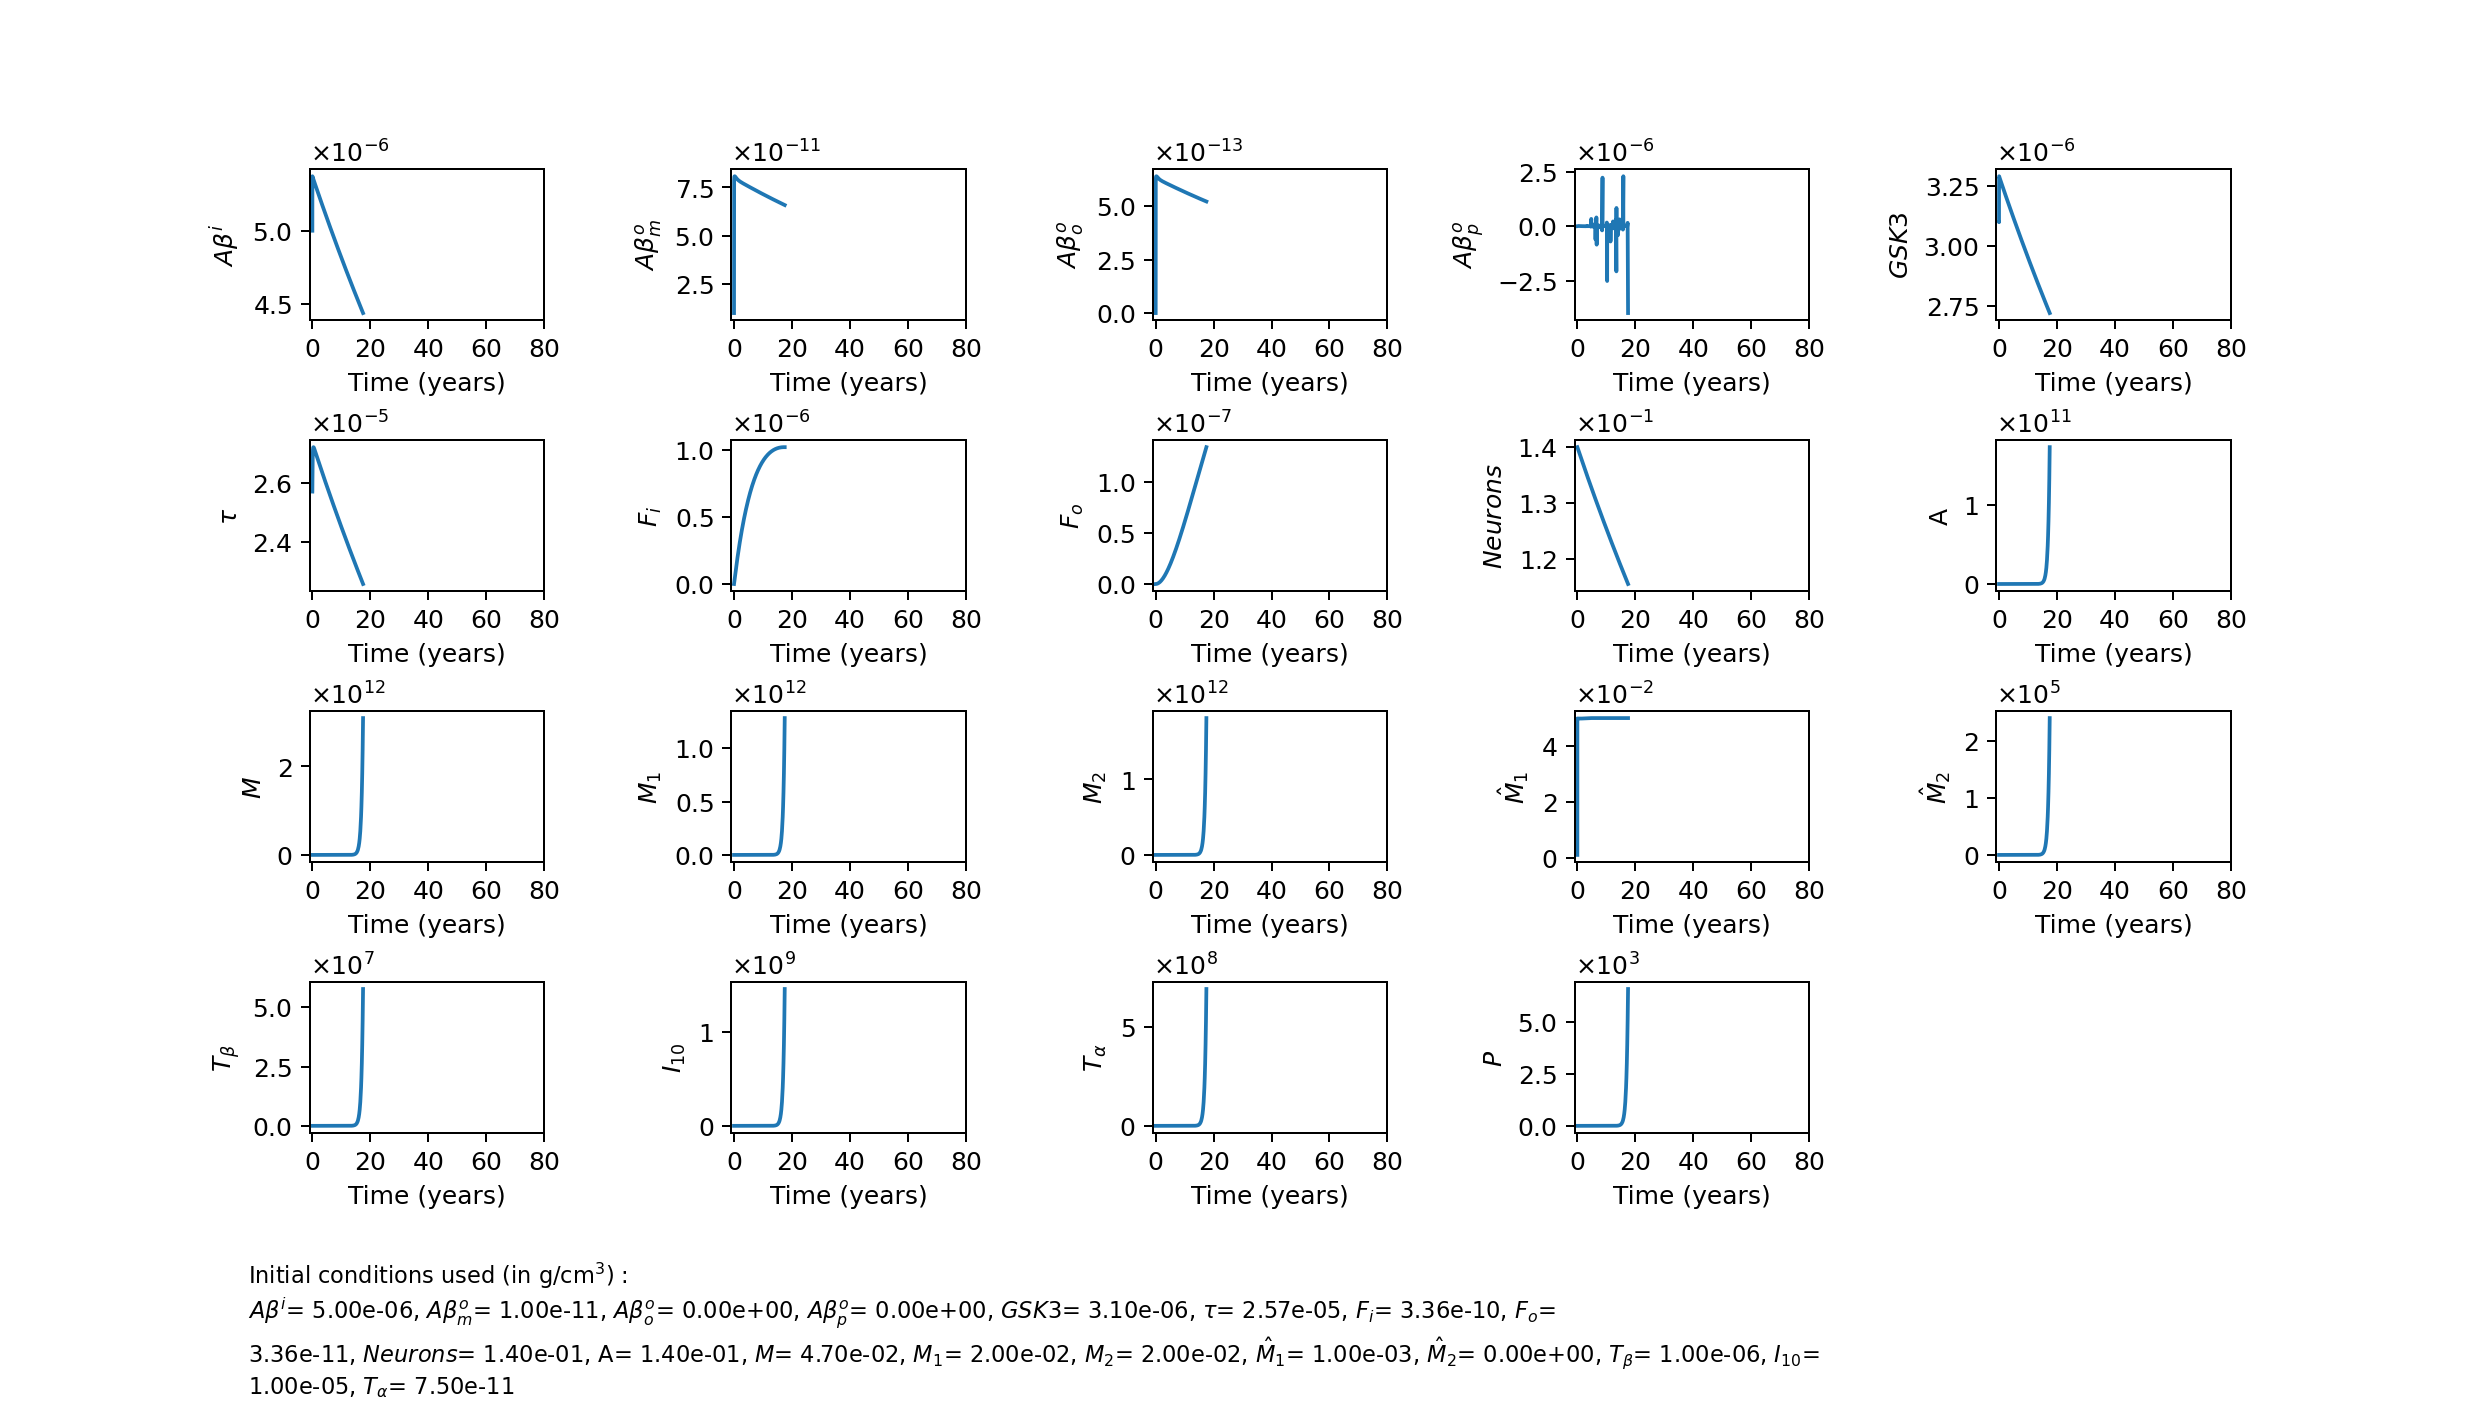 ×10⁻⁶ ×10⁻¹¹ ×10⁻¹³ ×10⁻⁶ ×10⁻⁶
Aβⁱ 5.0 4.5
0 20 40 60 80
Time (years)
Aβₘᵒ 7.5 5.0 2.5
0 20 40 60 80
Time (years)
Aβₒᵒ 5.0 2.5 0.0
0 20 40 60 80
Time (years)
Aβₚᵒ 2.5 0.0 −2.5
0 20 40 60 80
Time (years)
GSK3 3.25 3.00 2.75
0 20 40 60 80
Time (years)
×10⁻⁵ ×10⁻⁶ ×10⁻⁷ ×10⁻¹ ×10¹¹
τ 2.6 2.4
0 20 40 60 80
Time (years)
Fᵢ 1.0 0.5 0.0
0 20 40 60 80
Time (years)
Fₒ 1.0 0.5 0.0
0 20 40 60 80
Time (years)
Neurons 1.4 1.3 1.2
0 20 40 60 80
Time (years)
A 1 0
0 20 40 60 80
Time (years)
×10¹² ×10¹² ×10¹² ×10⁻² ×10⁵
M 2 0
0 20 40 60 80
Time (years)
M₁ 1.0 0.5 0.0
0 20 40 60 80
Time (years)
M₂ 1 0
0 20 40 60 80
Time (years)
M̂₁ 4 2 0
0 20 40 60 80
Time (years)
M̂₂ 2 1 0
0 20 40 60 80
Time (years)
×10⁷ ×10⁹ ×10⁸ ×10³
Tᵦ 5.0 2.5 0.0
0 20 40 60 80
Time (years)
I₁₀ 1 0
0 20 40 60 80
Time (years)
T_α 5 0
0 20 40 60 80
Time (years)
P 5.0 2.5 0.0
0 20 40 60 80
Time (years)
Initial conditions used (in g/cm³) :
Aβⁱ= 5.00e-06, Aβₘᵒ= 1.00e-11, Aβₒᵒ= 0.00e+00, Aβₚᵒ= 0.00e+00, GSK3= 3.10e-06, τ= 2.57e-05, Fᵢ= 3.36e-10, Fₒ=
3.36e-11, Neurons= 1.40e-01, A= 1.40e-01, M= 4.70e-02, M₁= 2.00e-02, M₂= 2.00e-02, M̂₁= 1.00e-03, M̂₂= 0.00e+00, Tᵦ= 1.00e-06, I₁₀=
1.00e-05, T_α= 7.50e-11